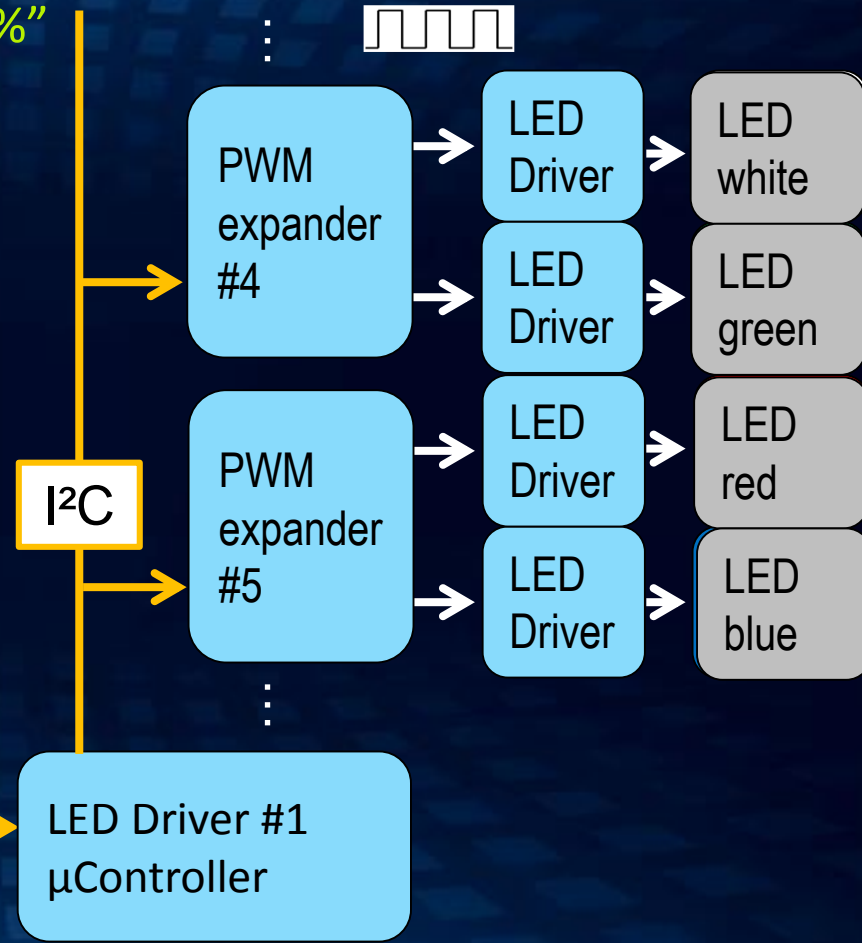 %”
PWM
expander
#4
LED
Driver
LED
white
LED
Driver
LED
green
I²C
PWM
expander
#5
LED
Driver
LED
red
LED
Driver
LED
blue
LED Driver #1
µController